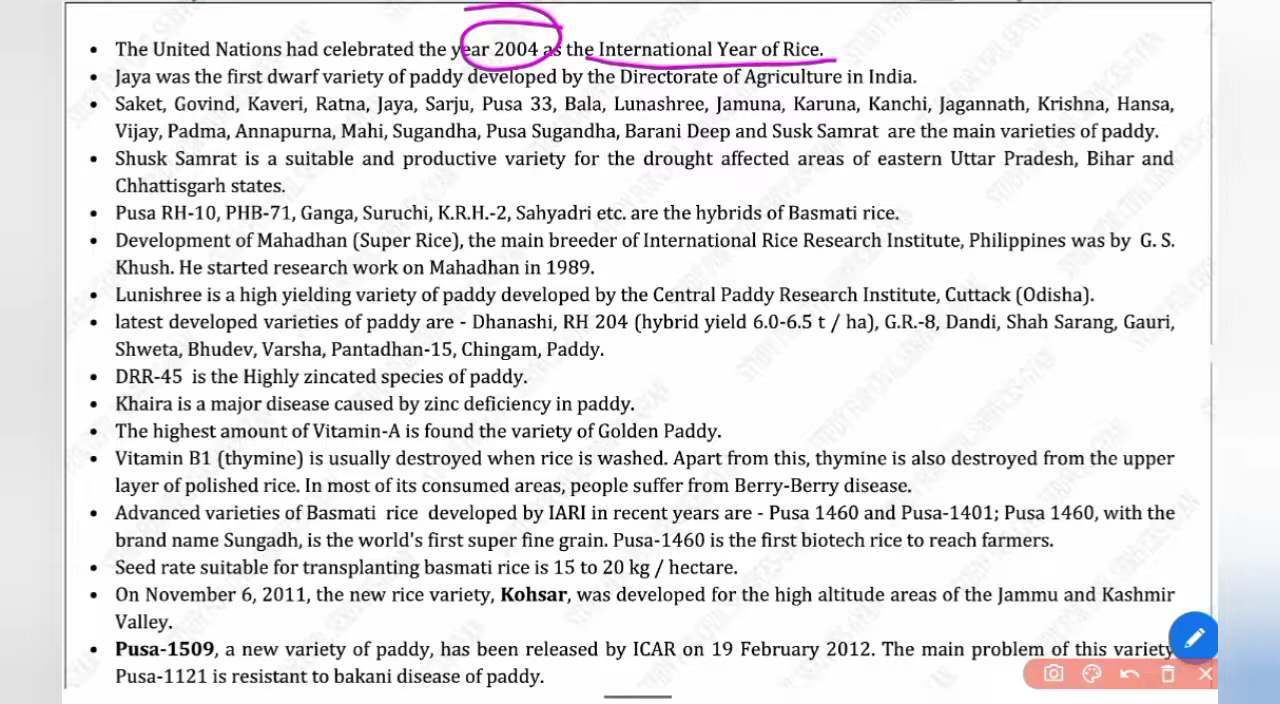 • The United Nations had celebrated the year 2004 as the International Year of Rice.
• Jaya was the first dwarf variety of paddy developed by the Directorate of Agriculture in India.
• Saket, Govind, Kaveri, Ratna, Jaya, Sarju, Pusa 33, Bala, Lunashree, Jamuna, Karuna, Kanchi, Jagannath, Krishna, Hansa,
Vijay, Padma, Annapurna, Mahi, Sugandha, Pusa Sugandha, Barani Deep and Susk Samrat are the main varieties of paddy.
• Shusk Samrat is a suitable and productive variety for the drought affected areas of eastern Uttar Pradesh, Bihar and
Chhattisgarh states.
• Pusa RH-10, PHB-71, Ganga, Suruchi, K.R.H.-2, Sahyadri etc. are the hybrids of Basmati rice.
• Development of Mahadhan (Super Rice), the main breeder of International Rice Research Institute, Philippines was by G. S.
Khush. He started research work on Mahadhan in 1989.
• Lunishree is a high yielding variety of paddy developed by the Central Paddy Research Institute, Cuttack (Odisha).
• latest developed varieties of paddy are - Dhanashi, RH 204 (hybrid yield 6.0-6.5 t / ha), G.R.-8, Dandi, Shah Sarang, Gauri,
Shweta, Bhudev, Varsha, Pantadhan-15, Chingam, Paddy.
• DRR-45 is the Highly zincated species of paddy.
• Khaira is a major disease caused by zinc deficiency in paddy.
• The highest amount of Vitamin-A is found the variety of Golden Paddy.
• Vitamin B1 (thymine) is usually destroyed when rice is washed. Apart from this, thymine is also destroyed from the upper
layer of polished rice. In most of its consumed areas, people suffer from Berry-Berry disease.
• Advanced varieties of Basmati rice developed by IARI in recent years are - Pusa 1460 and Pusa-1401; Pusa 1460, with the
brand name Sungadh, is the world's first super fine grain. Pusa-1460 is the first biotech rice to reach farmers.
• Seed rate suitable for transplanting basmati rice is 15 to 20 kg / hectare.
• On November 6, 2011, the new rice variety, Kohsar, was developed for the high altitude areas of the Jammu and Kashmir
Valley.
• Pusa-1509, a new variety of paddy, has been released by ICAR on 19 February 2012. The main problem of this variety
Pusa-1121 is resistant to bakani disease of paddy.